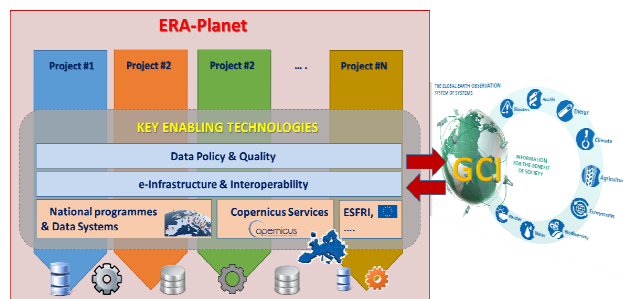 ERA-Planet
Project #1
Project #2
Project #2
... .
Project #N
KEY ENABLING TECHNOLOGIES
Data Policy & Quality
e-Infrastructure & Interoperability
National programmes
& Data Systems
Copernicus Services
opernicus
ESFRI,
....
THE GLOBAL EARTH OBSERVATION
SYSTEM OF SYSTEMS
GCI
INFORMATION
FOR THE BENEFIT
OF SOCIETY
Disasters
Health
Energy
Climate
Agriculture
Ecosystems
Biodiversity
Water
Weather